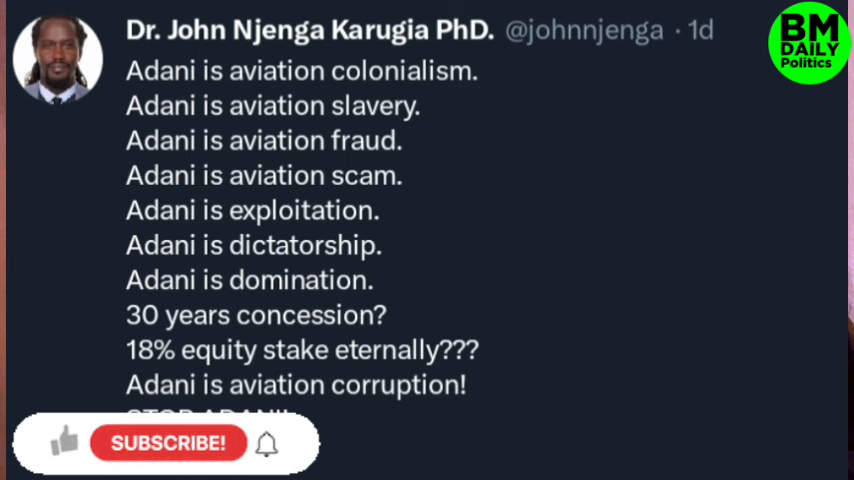 Dr. John Njenga Karugia PhD. @johnnjenga · 1d
Adani is aviation colonialism.
Adani is aviation slavery.
Adani is aviation fraud.
Adani is aviation scam.
Adani is exploitation.
Adani is dictatorship.
Adani is domination.
30 years concession?
18% equity stake eternally???
Adani is aviation corruption!
STOP ADANI!
SUBSCRIBE!
BM
DAILY
Politics